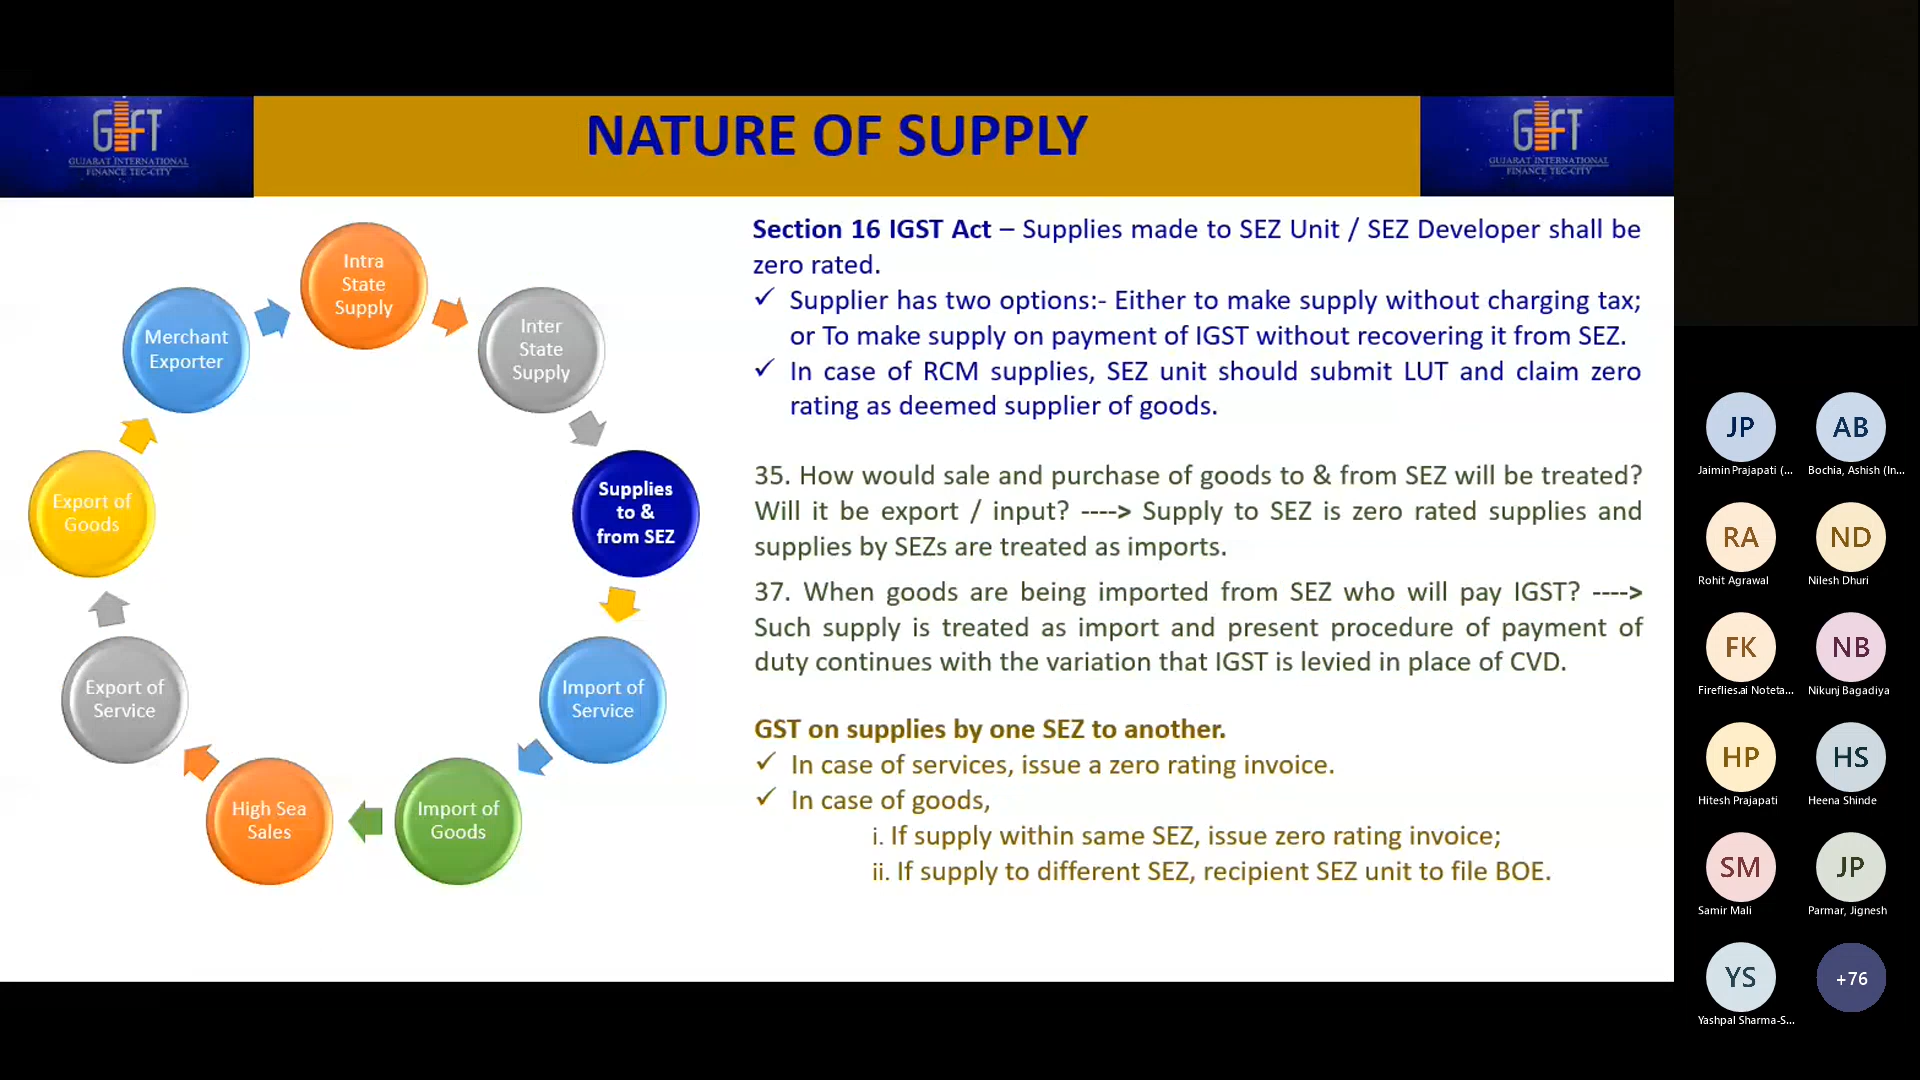 GIFT
GUJARAT INTERNATIONAL
FINANCE TEC-CITY
NATURE OF SUPPLY
GIFT
GUJARAT INTERNATIONAL
FINANCE TEC-CITY
Intra
State
Supply
Inter
State
Supply
Supplies
to &
from SEZ
Import of
Service
Import of
Goods
High Sea
Sales
Export of
Service
Export of
Goods
Merchant
Exporter
Section 16 IGST Act – Supplies made to SEZ Unit / SEZ Developer shall be
zero rated.
✓ Supplier has two options:- Either to make supply without charging tax;
or To make supply on payment of IGST without recovering it from SEZ.
✓ In case of RCM supplies, SEZ unit should submit LUT and claim zero
rating as deemed supplier of goods.
35. How would sale and purchase of goods to & from SEZ will be treated?
Will it be export / input? ----> Supply to SEZ is zero rated supplies and
supplies by SEZs are treated as imports.
37. When goods are being imported from SEZ who will pay IGST? ---->
Such supply is treated as import and present procedure of payment of
duty continues with the variation that IGST is levied in place of CVD.
GST on supplies by one SEZ to another.
✓ In case of services, issue a zero rating invoice.
✓ In case of goods,
i. If supply within same SEZ, issue zero rating invoice;
ii. If supply to different SEZ, recipient SEZ unit to file BOE.
JP
Jaimin Prajapati (...
AB
Bochia, Ashish (In...
RA
Rohit Agrawal
ND
Nilesh Dhuri
FK
Fireflies.ai Noteta...
NB
Nikunj Bagadiya
HP
Hitesh Prajapati
HS
Heena Shinde
SM
Samir Mali
JP
Parmar, Jignesh
YS
Yashpal Sharma-S...
+76